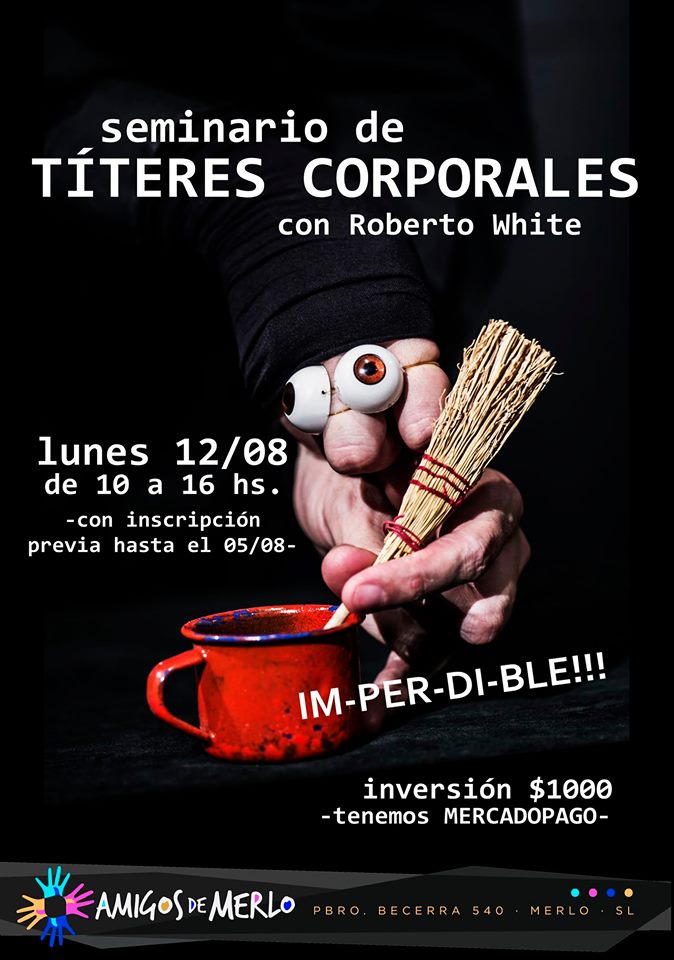 seminario de
TÍTERES CORPORALES
con Roberto White
lunes 12/08
de 10 a 16 hs.
-con inscripción
previa hasta el 05/08-
IM-PER-DI-BLE!!!
inversión $1000
-tenemos MERCADOPAGO-
AMIGOS DE MERLO PBRO. BECERRA 540 · MERLO · SL